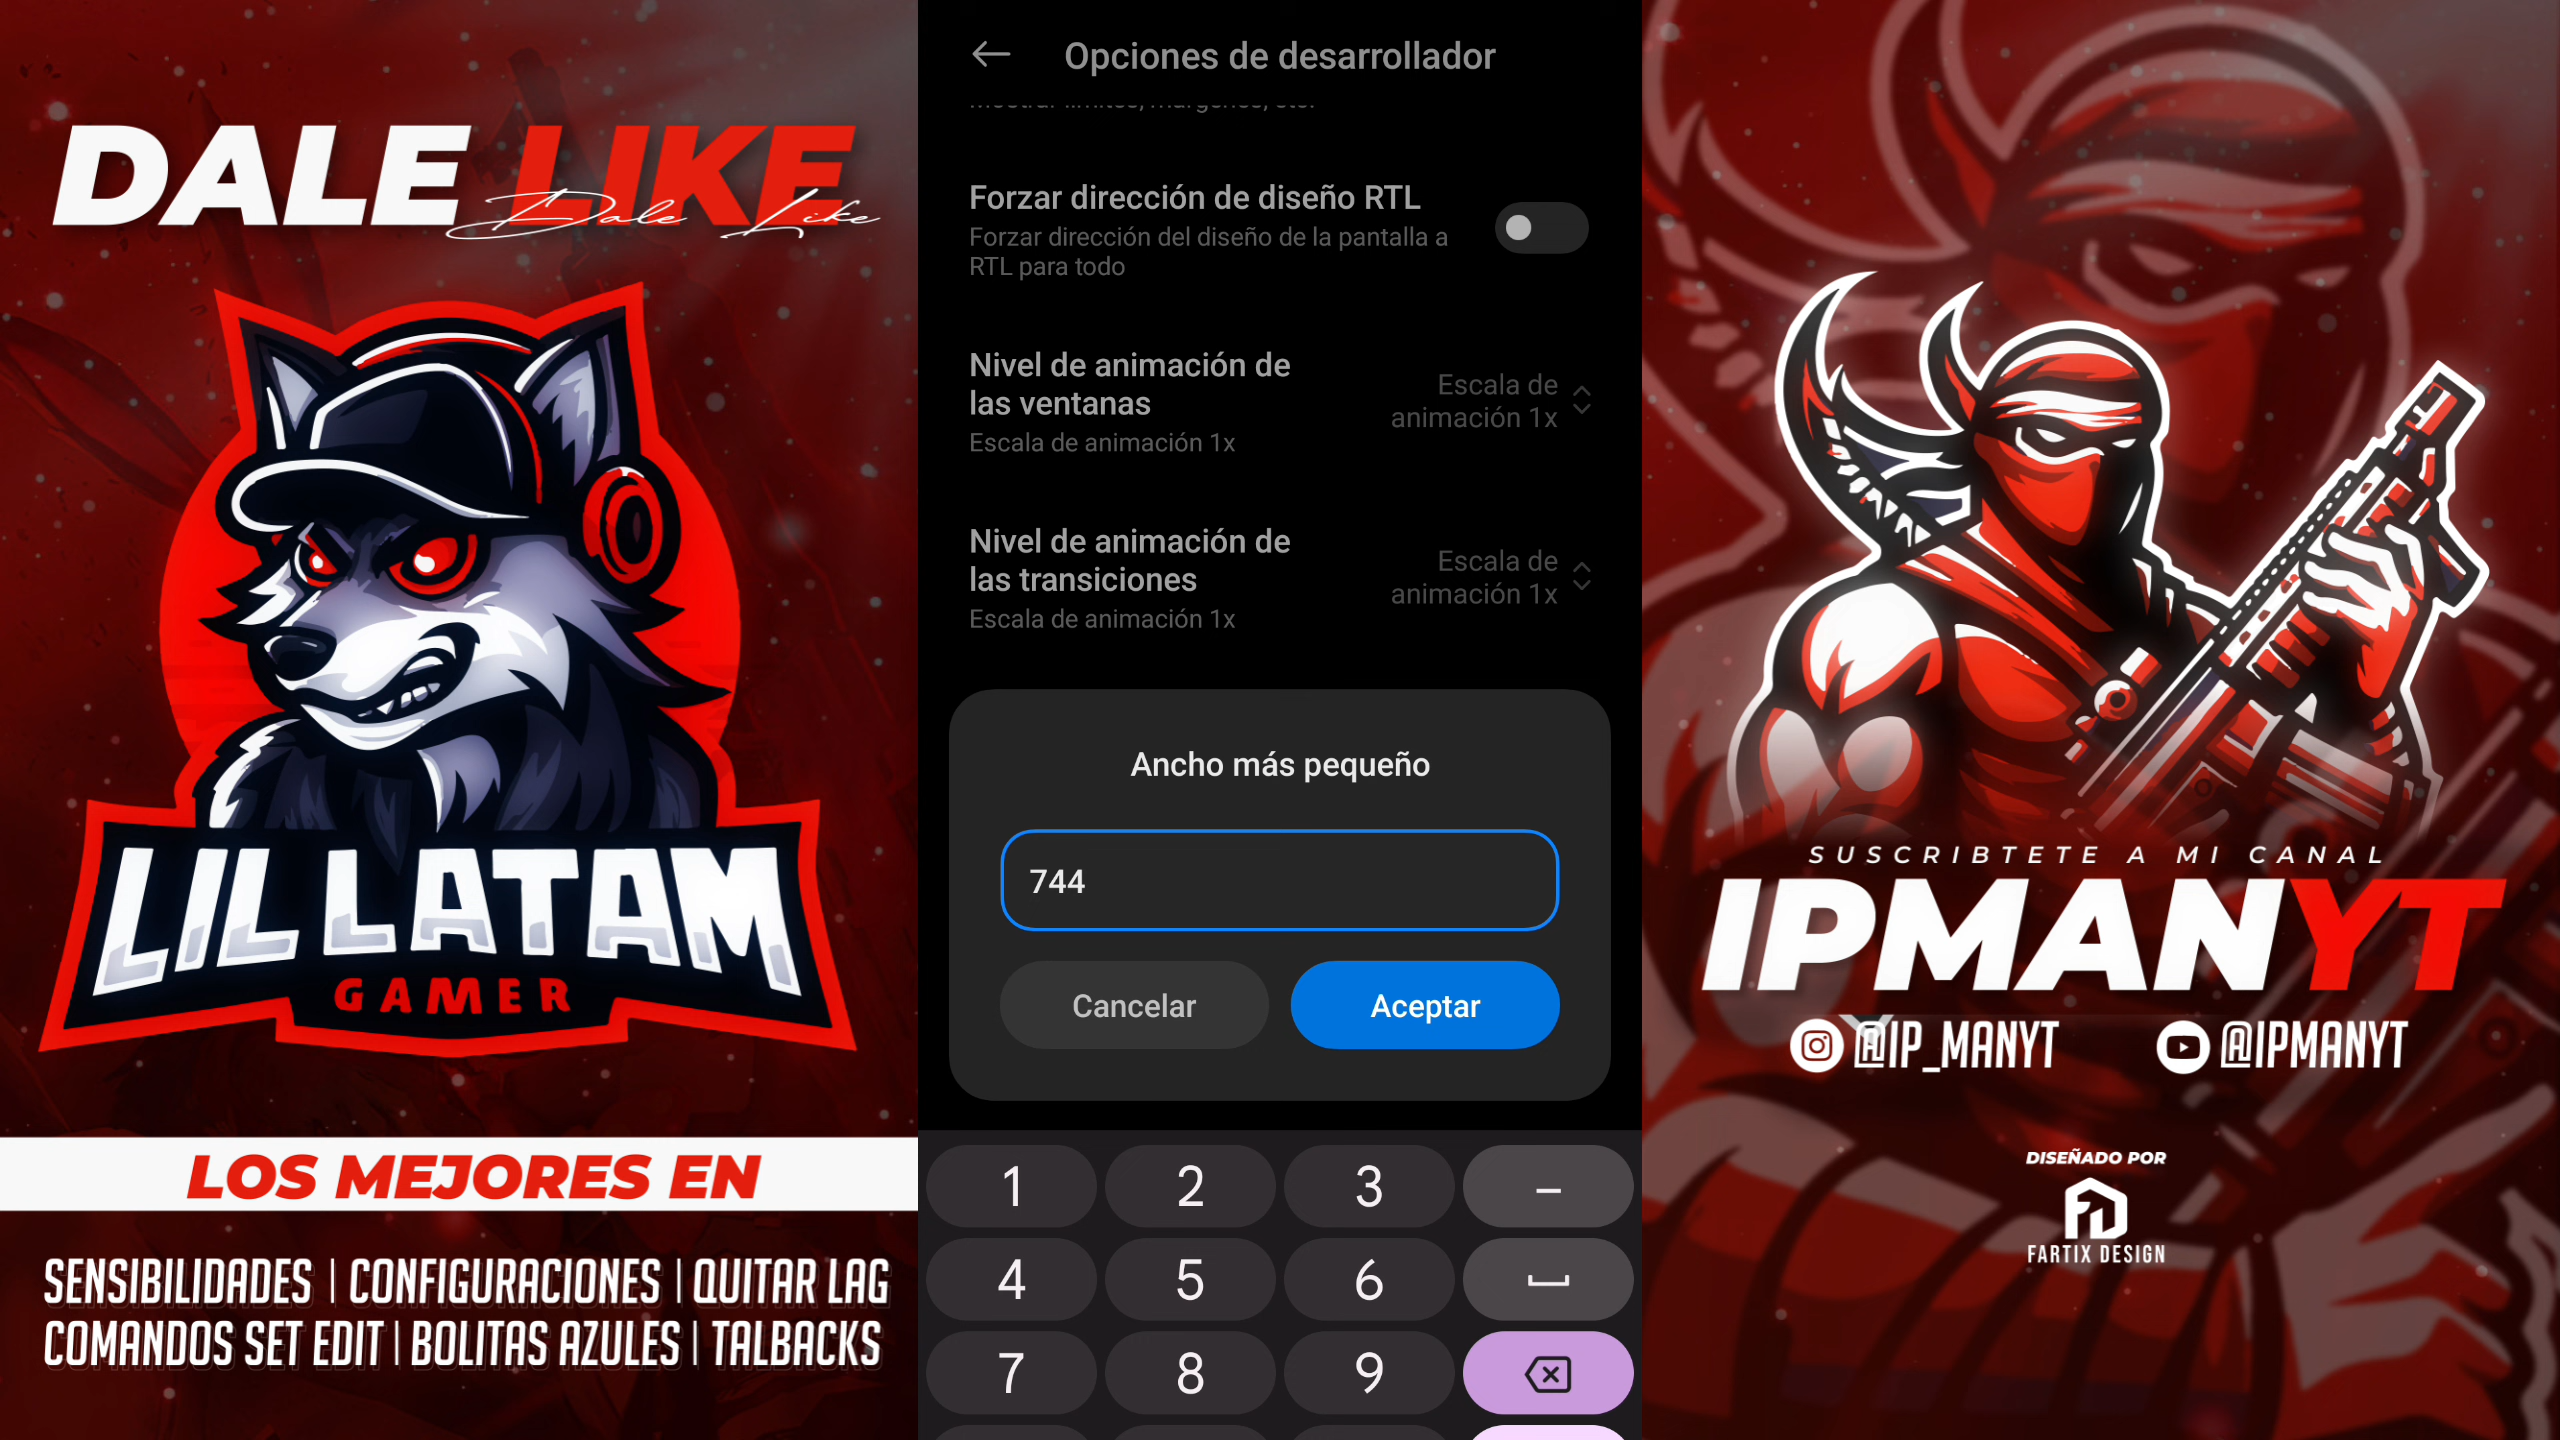 DALE LIKE
Dale Like
LIL LATAM
GAMER
LOS MEJORES EN
SENSIBILIDADES | CONFIGURACIONES | QUITAR LAG
COMANDOS SET EDIT | BOLITAS AZULES | TALBACKS
Opciones de desarrollador
Mostrar límites, márgenes, etc.
Forzar dirección de diseño RTL
Forzar dirección del diseño de la pantalla a
RTL para todo
Nivel de animación de
las ventanas
Escala de animación 1x
Escala de
animación 1x
Nivel de animación de
las transiciones
Escala de animación 1x
Escala de
animación 1x
Ancho más pequeño
744
Cancelar
Aceptar
1 2 3 –
4 5 6
7 8 9
SUSCRIBTETE A MI CANAL
IPMANYT
@IP_MANYT @IPMANYT
DISEÑADO POR
FARTIX DESIGN